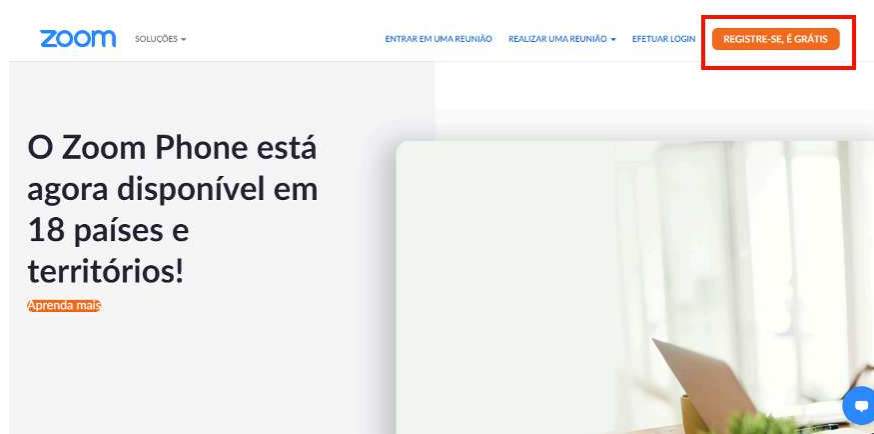 zoom SOLUÇÕES ENTRAR EM UMA REUNIÃO REALIZAR UMA REUNIÃO EFETUAR LOGIN REGISTRE-SE, É GRÁTIS
O Zoom Phone está
agora disponível em
18 países e
territórios!
Aprenda mais